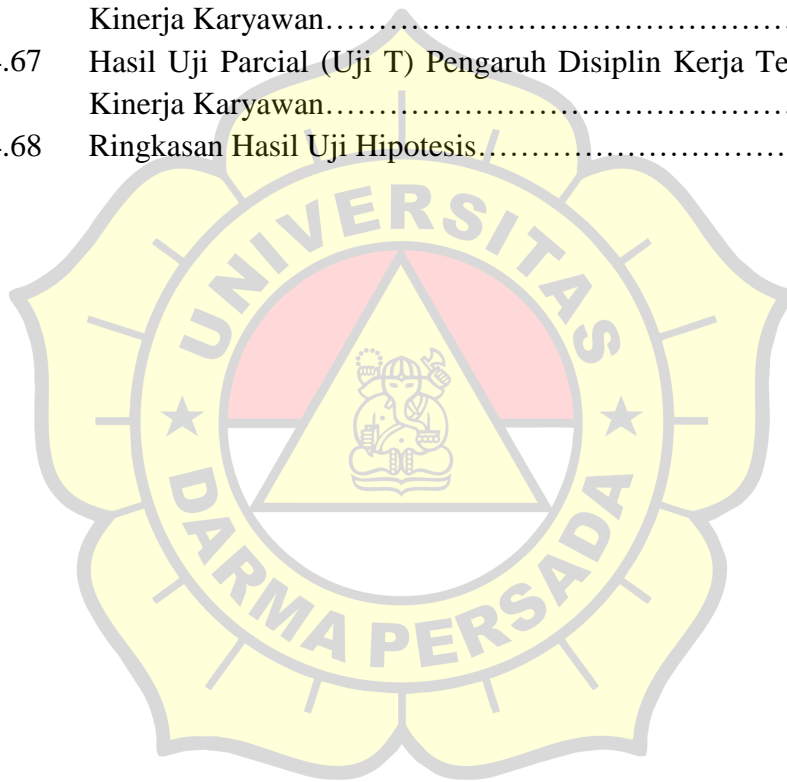 Kinerja Karyawan……………………………………
.67 Hasil Uji Parcial (Uji T) Pengaruh Disiplin Kerja Te
Kinerja Karyawan……………………………………
.68 Ringkasan Hasil Uji Hipotesis…………………………
UNIVERSITAS
DARMA PERSADA